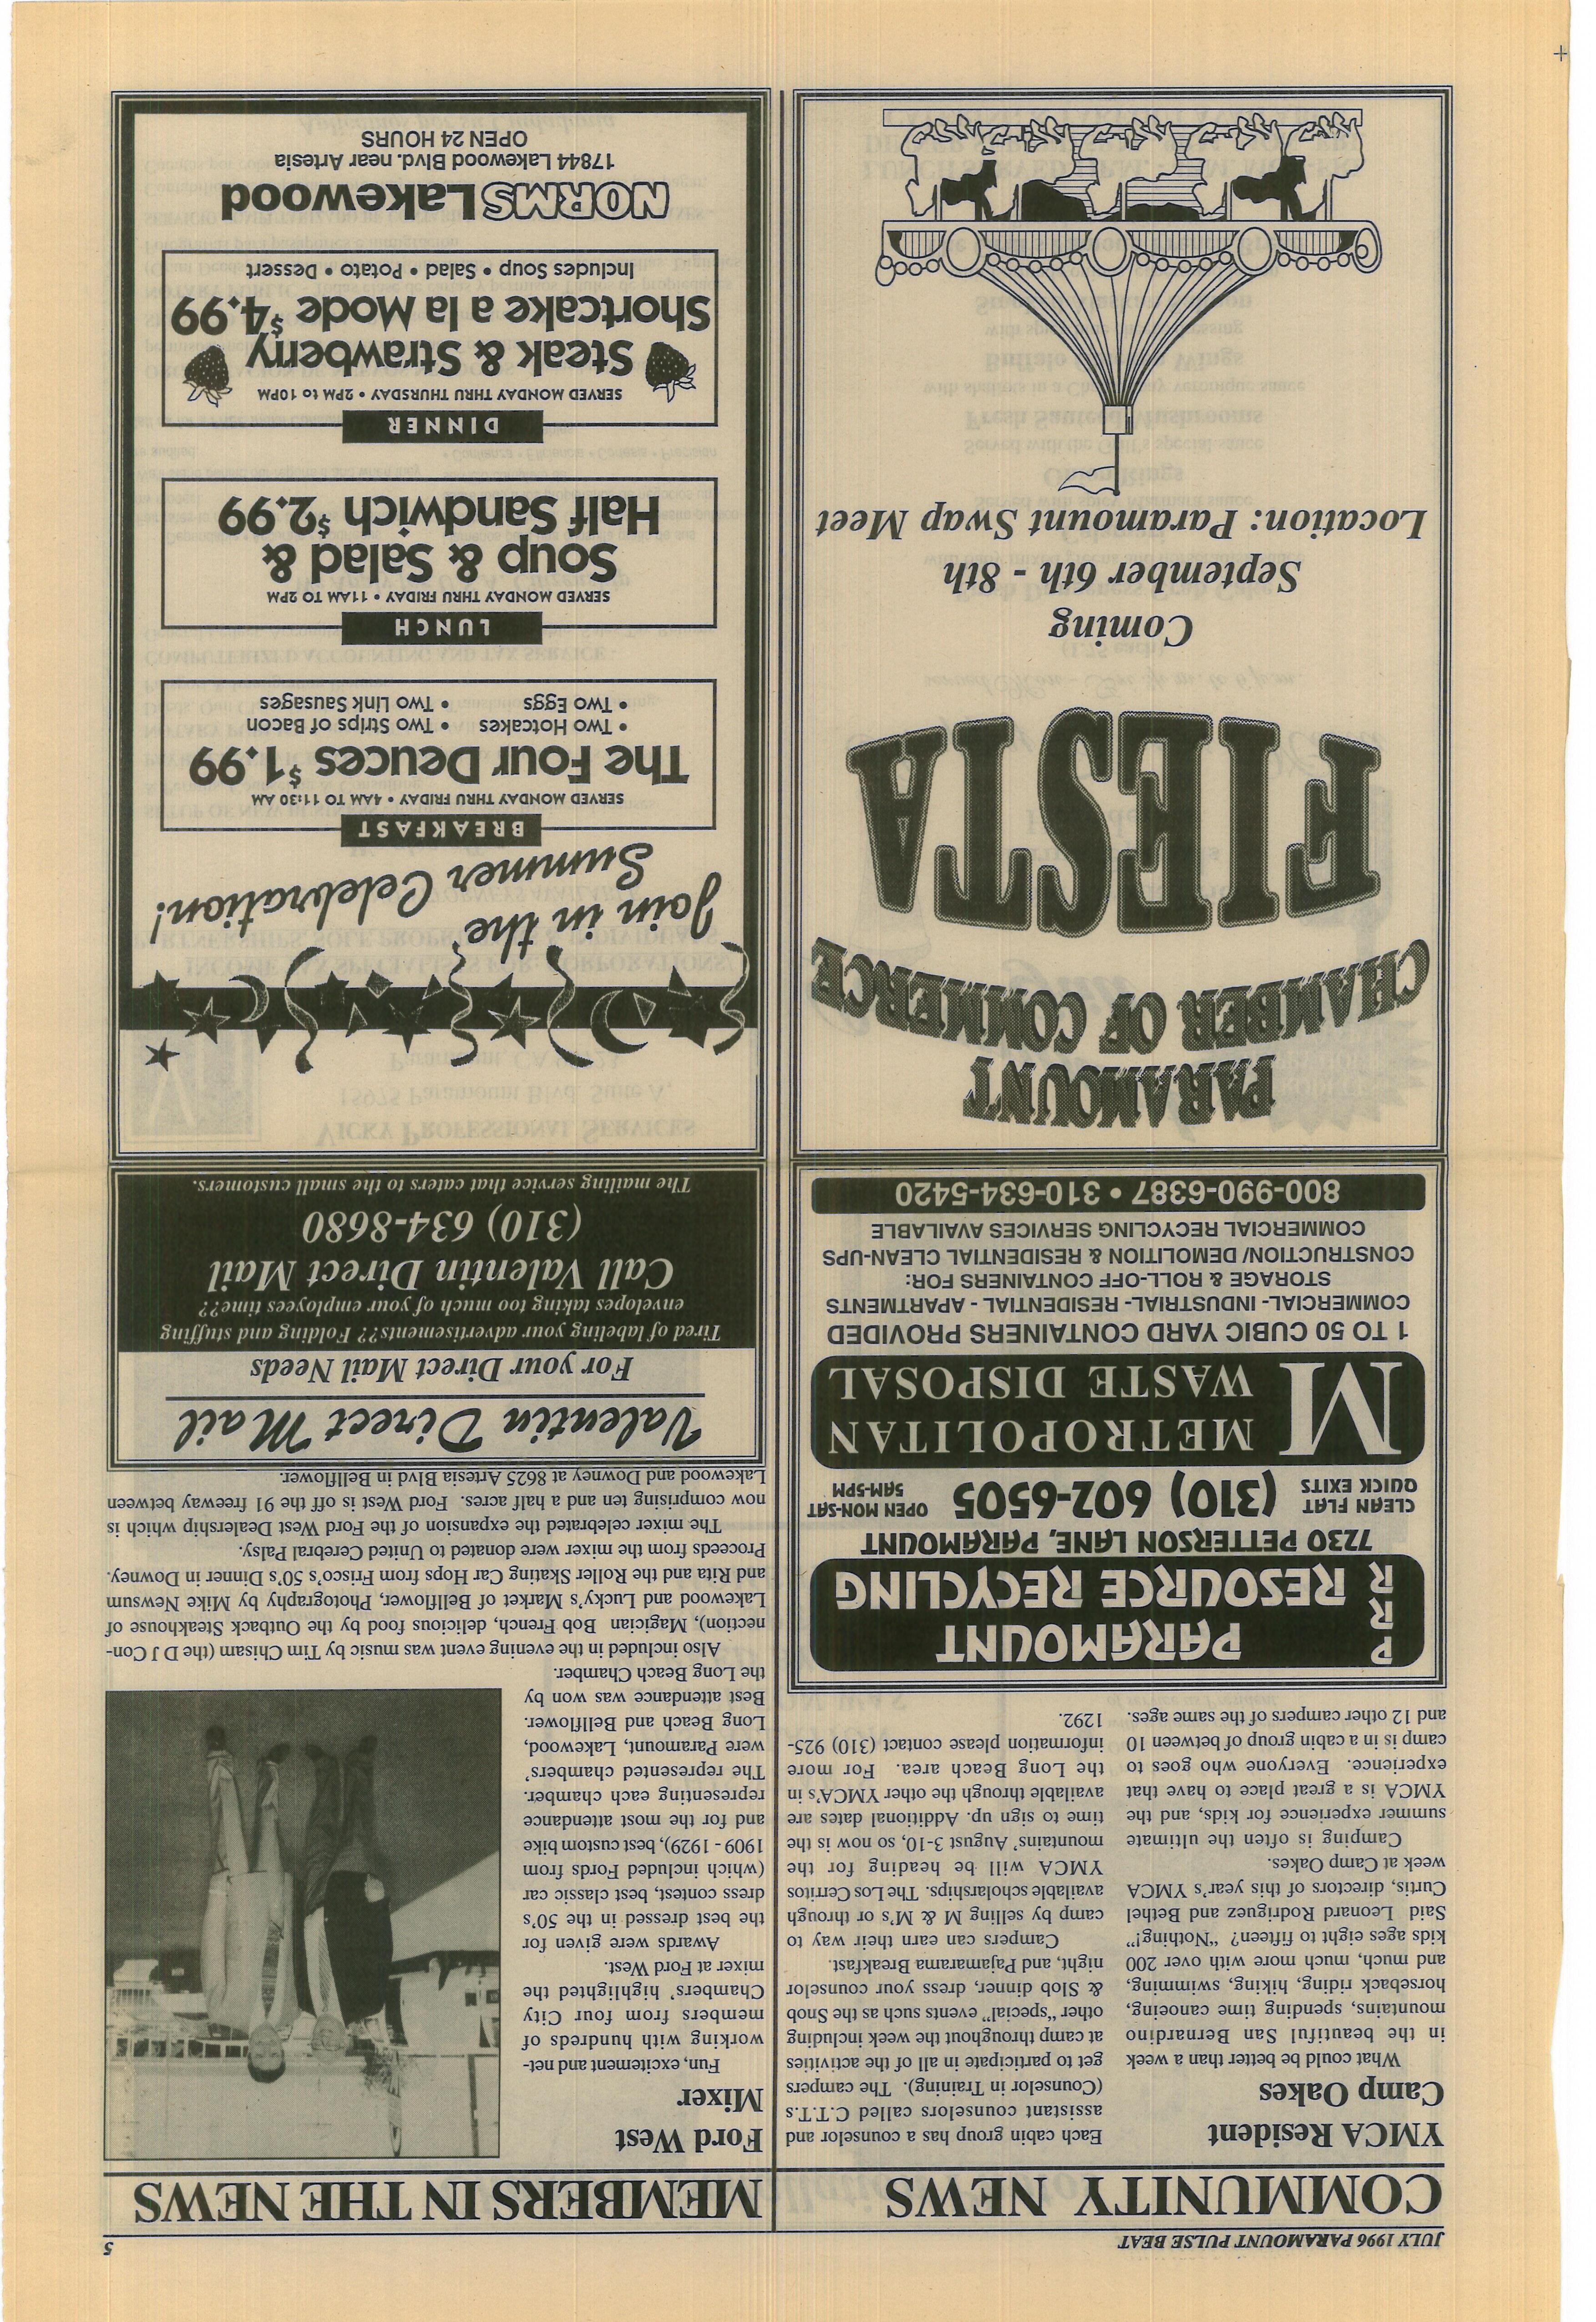 JULY 1996 PARAMOUNT PULSE BEAT
5
COMMUNITY NEWS
YMCA Resident
Camp Oakes
What could be better than a week
in the beautiful San Bernardino
mountains, spending time canoeing,
horseback riding, hiking, swimming,
and much, much more with over 200
kids ages eight to fifteen? "Nothing!"
Said Leonard Rodriguez and Bethel
Curtis, directors of this year's YMCA
week at Camp Oakes.
Camping is often the ultimate
summer experience for kids, and the
YMCA is a great place to have that
experience. Everyone who goes to
camp is in a cabin group of between 10
and 12 other campers of the same ages.
Each cabin group has a counselor and
assistant counselors called C.T.T.s
(Counselor in Training). The campers
get to participate in all of the activities
at camp throughout the week including
other "special" events such as the Snob
& Slob dinner, dress your counselor
night, and Pajamarama Breakfast.
Campers can earn their way to
camp by selling M & M's or through
available scholarships. The Los Cerritos
YMCA will be heading for the
mountains' August 3-10, so now is the
time to sign up. Additional dates are
available through the other YMCA's in
the Long Beach area. For more
information please contact (310) 925-
1292.
MEMBERS IN THE NEWS
Ford West
Mixer
Fun, excitement and net-
working with hundreds of
members from four City
Chambers' highlighted the
mixer at Ford West.
Awards were given for
the best dressed in the 50's
dress contest, best classic car
(which included Fords from
1909 - 1929), best custom bike
and for the most attendance
representing each chamber.
The represented chambers'
were Paramount, Lakewood,
Long Beach and Bellflower.
Best attendance was won by
the Long Beach Chamber.
Also included in the evening event was music by Tim Chisam (the D J Con-
nection), Magician Bob French, delicious food by the Outback Steakhouse of
Lakewood and Lucky's Market of Bellflower, Photography by Mike Newsum
and Rita and the Roller Skating Car Hops from Frisco's 50's Dinner in Downey.
Proceeds from the mixer were donated to United Cerebral Palsy.
The mixer celebrated the expansion of the Ford West Dealership which is
now comprising ten and a half acres. Ford West is off the 91 freeway between
Lakewood and Downey at 8625 Artesia Blvd in Bellflower.
P
R
R
PARAMOUNT
RESOURCE RECYCLING
7230 PETTERSON LANE, PARAMOUNT
CLEAN FLAT
QUICK EXITS
(310) 602-6505
OPEN MON-SAT
9AM-5PM
M
METROPOLITAN
WASTE DISPOSAL
1 TO 50 CUBIC YARD CONTAINERS PROVIDED
COMMERCIAL- INDUSTRIAL- RESIDENTIAL - APARTMENTS
STORAGE & ROLL-OFF CONTAINERS FOR:
CONSTRUCTION/ DEMOLITION & RESIDENTIAL CLEAN-UPS
COMMERCIAL RECYCLING SERVICES AVAILABLE
800-990-6387 • 310-634-5420
Valentin Direct Mail
For your Direct Mail Needs
Tired of labeling your advertisements?? Folding and stuffing
envelopes taking too much of your employees time??
Call Valentin Direct Mail
(310) 634-8680
The mailing service that caters to the small customers.
PARAMOUNT
CHAMBER OF COMMERCE
FIESTA
Coming
September 6th - 8th
Location: Paramount Swap Meet
Join in the
Summer Celebration!
BREAKFAST
SERVED MONDAY THRU FRIDAY • 4AM TO 11:30 AM
The Four Deuces $1.99
• Two Hotcakes • Two Strips of Bacon
• Two Eggs • Two Link Sausages
LUNCH
SERVED MONDAY THRU FRIDAY • 11AM TO 2PM
Soup & Salad &
Half Sandwich $2.99
DINNER
SERVED MONDAY THRU THURSDAY • 2PM to 10PM
Steak & Strawberry
Shortcake a la Mode $4.99
Includes Soup • Salad • Potato • Dessert
NORMS Lakewood
17844 Lakewood Blvd. near Artesia
OPEN 24 HOURS